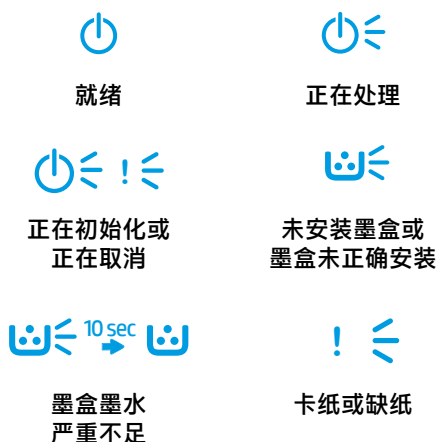 就绪
正在处理
!
正在初始化或
正在取消
未安装墨盒或
墨盒未正确安装
10 sec
!
墨盒墨水
严重不足
卡纸或缺纸